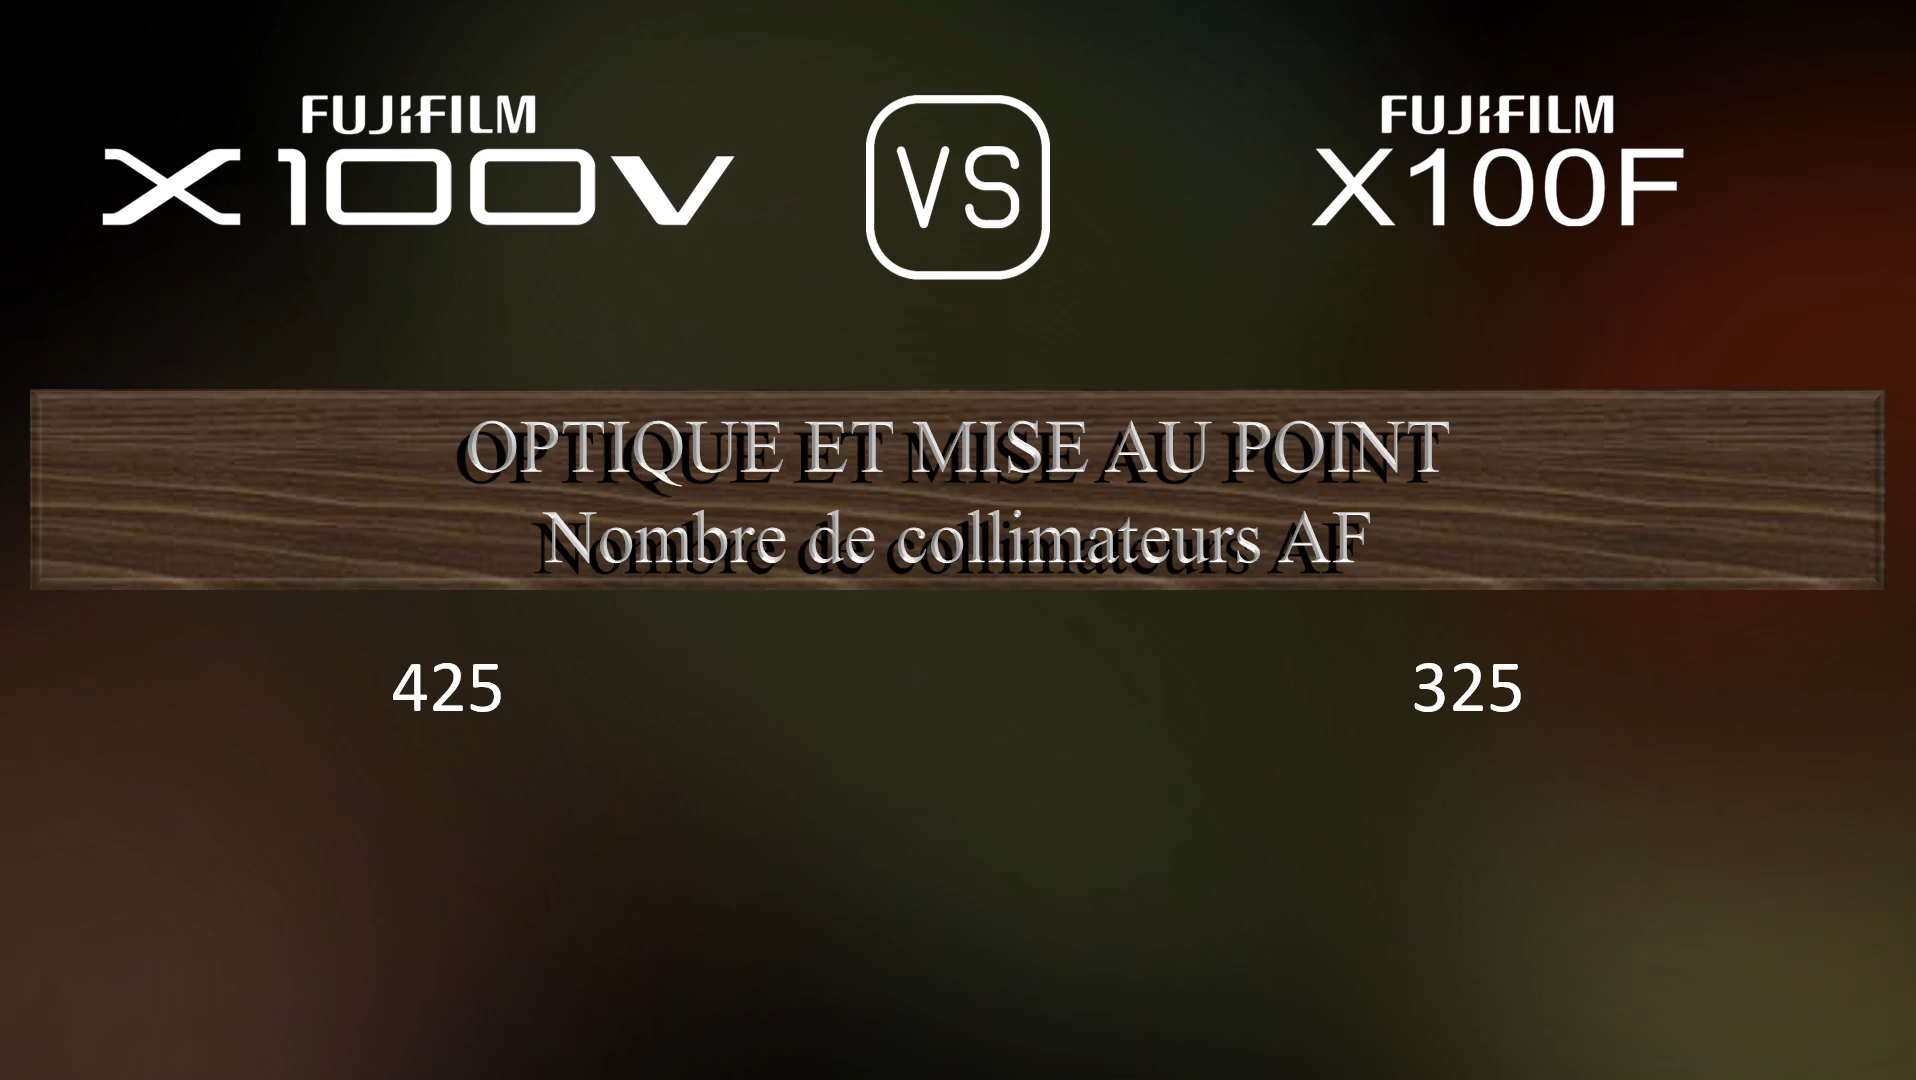 FUJIFILM
X100V
VS
FUJIFILM
X100F
OPTIQUE ET MISE AU POINT
Nombre de collimateurs AF
425
325